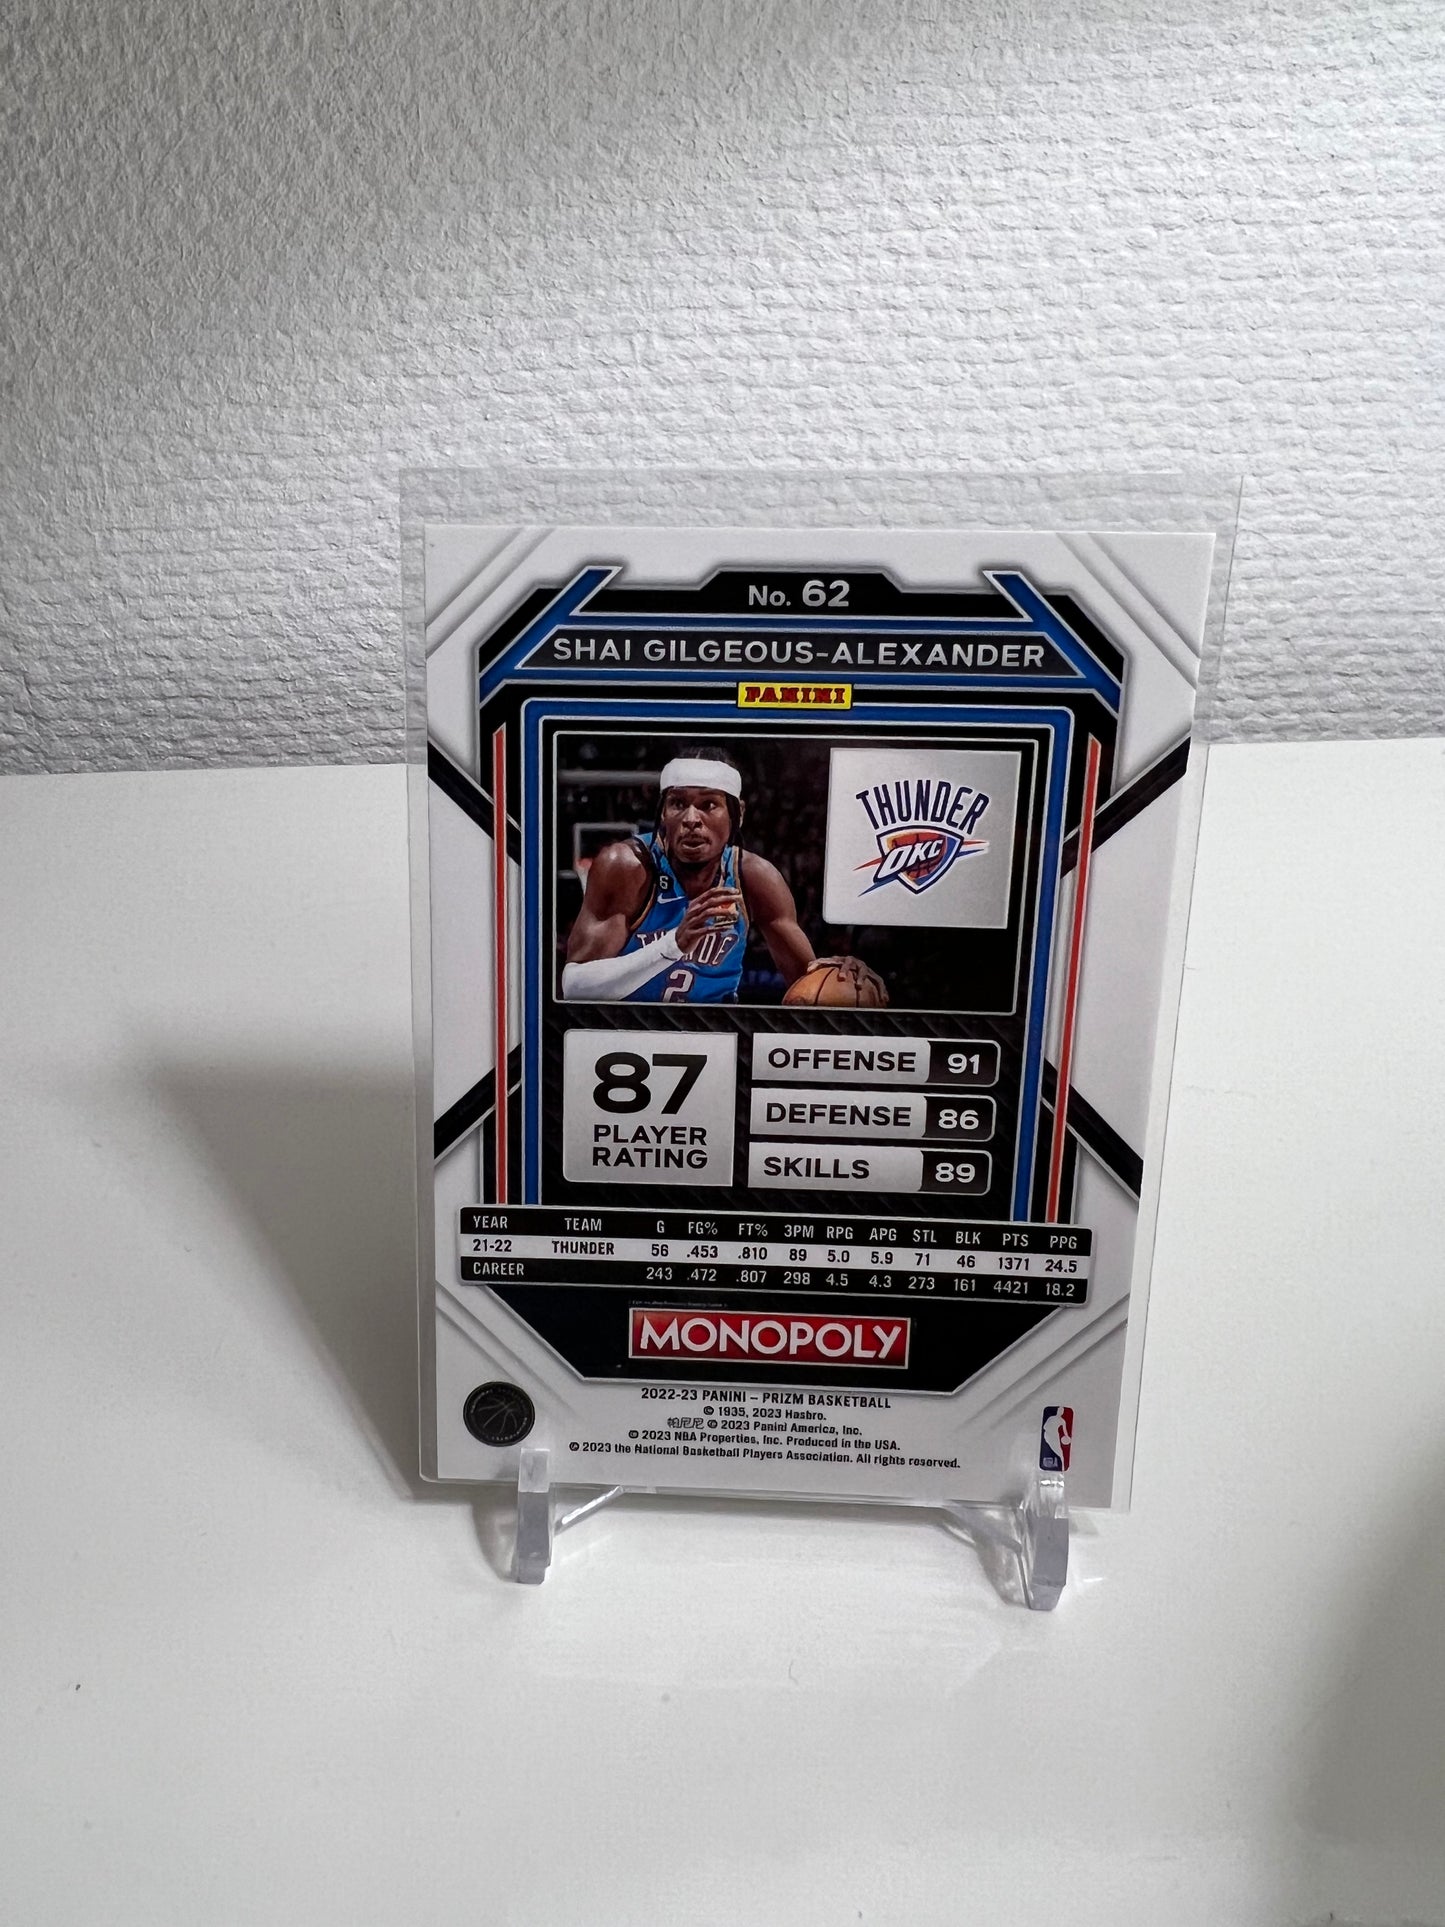 No. 62
SHAI GILGEOUS-ALEXANDER
PANINI
THUNDER
OKC
6
2
87
PLAYER
RATING
OFFENSE 91
DEFENSE 86
SKILLS 89
YEAR TEAM G FG% FT% 3PM RPG APG STL BLK PTS PPG
21-22 THUNDER 56 .453 .810 89 5.0 5.9 71 46 1371 24.5
CAREER 243 .472 .807 298 4.5 4.3 273 161 4421 18.2
MONOPOLY
2022-23 PANINI – PRIZM BASKETBALL
© 1935, 2023 Hasbro.
帕尼尼 © 2023 Panini America, Inc.
© 2023 NBA Properties, Inc. Produced in the USA.
© 2023 the National Basketball Players Association. All rights reserved.
NBA